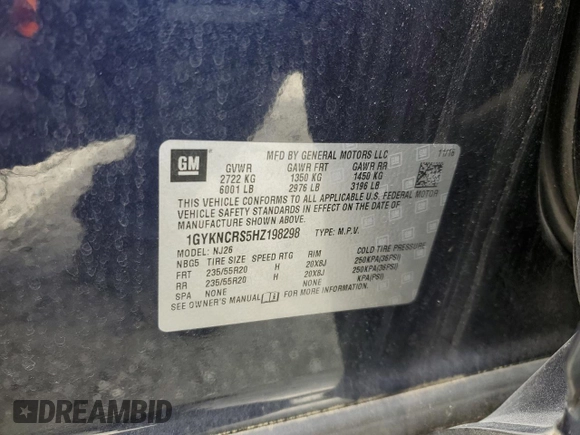 GM
MFD BY GENERAL MOTORS LLC
GVWR GAWR FRT GAWR RR
2722 KG 1350 KG 1450 KG
6001 LB 2976 LB 3196 LB
THIS VEHICLE CONFORMS TO ALL APPLICABLE U.S. FEDERAL MOTOR
VEHICLE SAFETY STANDARDS IN EFFECT ON THE DATE OF
MANUFACTURE SHOWN ABOVE.
1GYKNCRS5HZ198298 TYPE: M.P.V.
MODEL: NJ26
NBG5 TIRE SIZE SPEED RTG RIM COLD TIRE PRESSURE
FRT 235/55R20 H 20X8J 250KPA(36PSI)
RR 235/55R20 H 20X8J 250KPA(36PSI)
SPA NONE NONE KPA(PSI)
SEE OWNER'S MANUAL FOR MORE INFORMATION.
DREAMBID